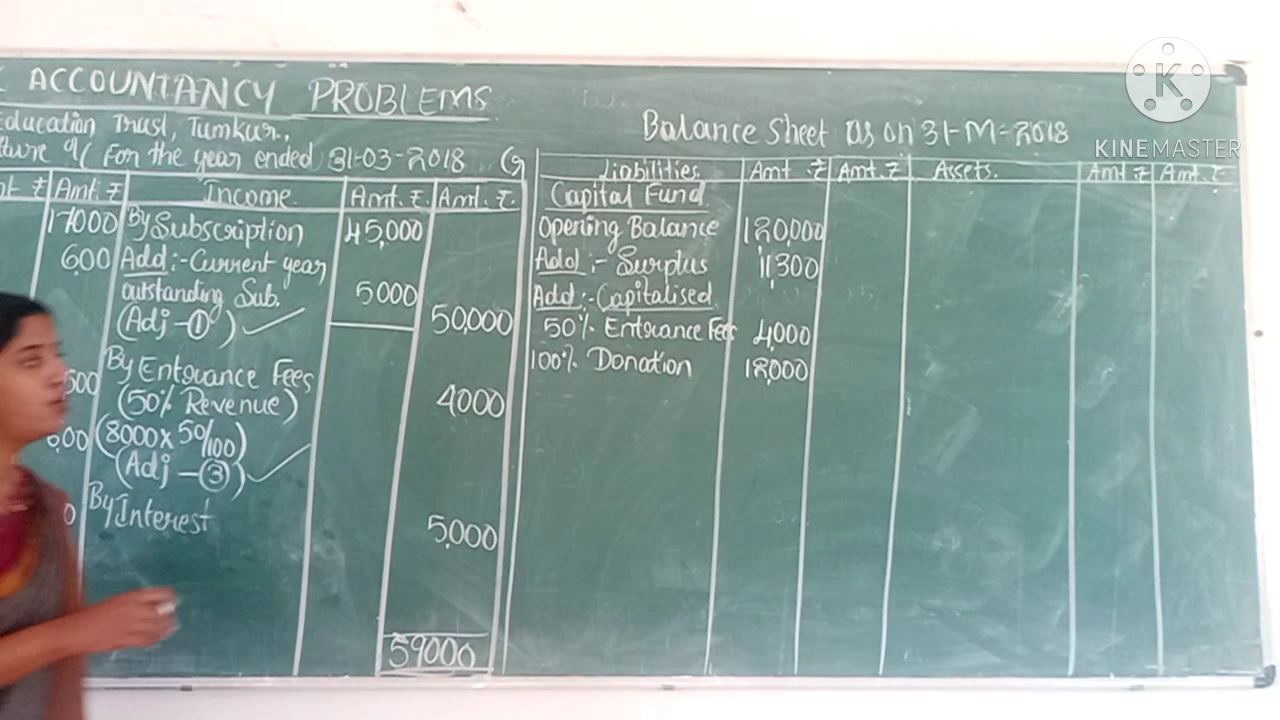 ACCOUNTANCY PROBLEMS
Education Trust, Tumkur.,
For the year ended 31-03-2018
Amt ₹ Income Amt. ₹ Amt. ₹
17000 By Subscription 45,000
Add:- Current year
outstanding Sub. 5000
(Adj - 1) 50,000
By Entrance Fees
(50% Revenue) 4000
(8000 x 50/100)
(Adj - 3)
By Interest 5,000
59000
Balance Sheet as on 31-M-2018
Liabilities Amt ₹ Amt. ₹ Assets. Amt ₹ Amt. ₹
Capital Fund
Opening Balance 1,20,000
Add:- Surplus 11,300
Add:- Capitalised
50% Entrance Fees 4,000
100% Donation
K
KINEMASTER